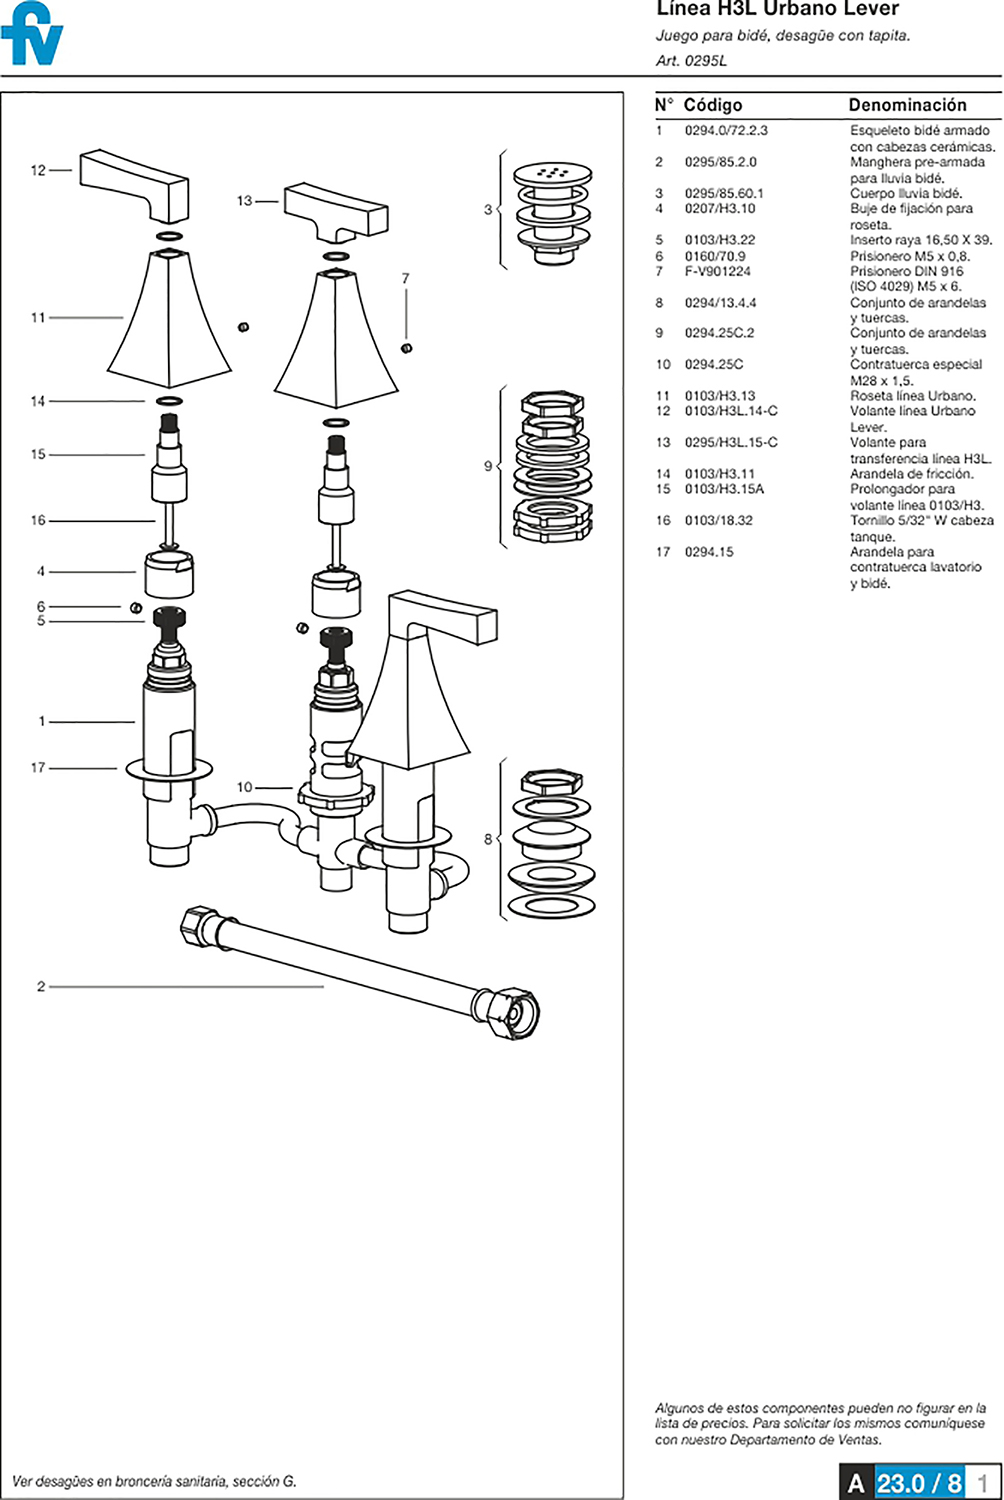 fv
Línea H3L Urbano Lever
Juego para bidé, desagüe con tapita.
Art. 0295L
N° Código Denominación
1 0294.0/72.2.3 Esqueleto bidé armado
con cabezas cerámicas.
2 0295/85.2.0 Manghera pre-armada
para lluvia bidé.
3 0295/85.60.1 Cuerpo lluvia bidé.
4 0207/H3.10 Buje de fijación para
roseta.
5 0103/H3.22 Inserto raya 16,50 X 39.
6 0160/70.9 Prisionero M5 x 0,8.
7 F-V901224 Prisionero DIN 916
(ISO 4029) M5 x 6.
8 0294/13.4.4 Conjunto de arandelas
y tuercas.
9 0294.25C.2 Conjunto de arandelas
y tuercas.
10 0294.25C Contratuerca especial
M28 x 1,5.
11 0103/H3.13 Roseta línea Urbano.
12 0103/H3L.14-C Volante línea Urbano
Lever.
13 0295/H3L.15-C Volante para
transferencia línea H3L.
14 0103/H3.11 Arandela de fricción.
15 0103/H3.15A Prolongador para
volante línea 0103/H3.
16 0103/18.32 Tornillo 5/32" W cabeza
tanque.
17 0294.15 Arandela para
contratuerca lavatorio
y bidé.
12
13
3
7
11
14
15
9
16
4
6
5
1
17
10
8
2
Algunos de estos componentes pueden no figurar en la
lista de precios. Para solicitar los mismos comuníquese
con nuestro Departamento de Ventas.
Ver desagües en broncería sanitaria, sección G.
A 23.0 / 8 1